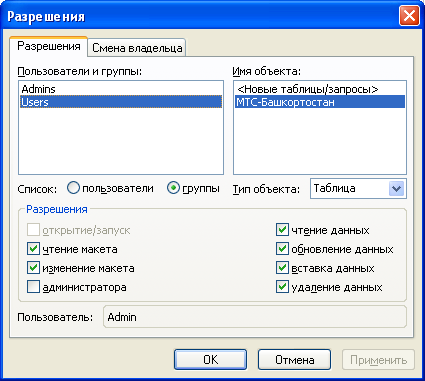 Разрешения
Разрешения Смена владельца
Пользователи и группы: Имя объекта:
Admins <Новые таблицы/запросы>
Users МТС-Башкортостан
Список: пользователи группы Тип объекта: Таблица
Разрешения
открытие/запуск чтение данных
чтение макета обновление данных
изменение макета вставка данных
администратора удаление данных
Пользователь: Admin
OK Отмена Применить